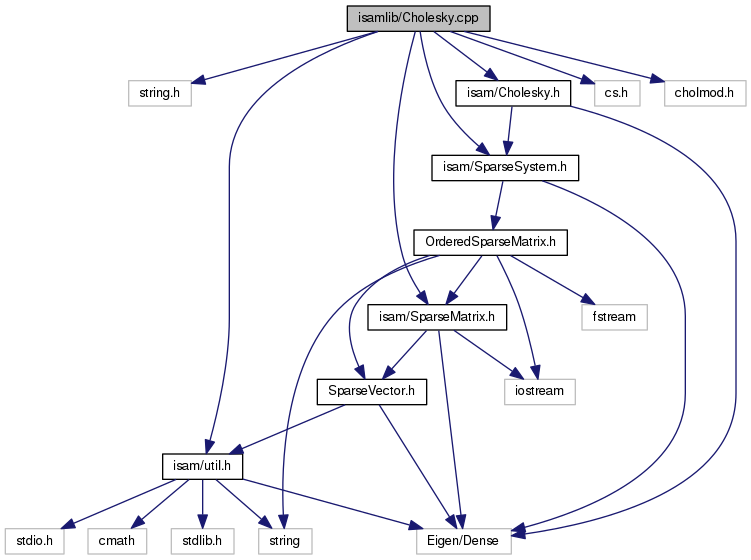 isamlib/Cholesky.cpp
string.h
isam/Cholesky.h
cs.h
cholmod.h
isam/SparseSystem.h
OrderedSparseMatrix.h
isam/SparseMatrix.h
fstream
SparseVector.h
iostream
isam/util.h
stdio.h
cmath
stdlib.h
string
Eigen/Dense